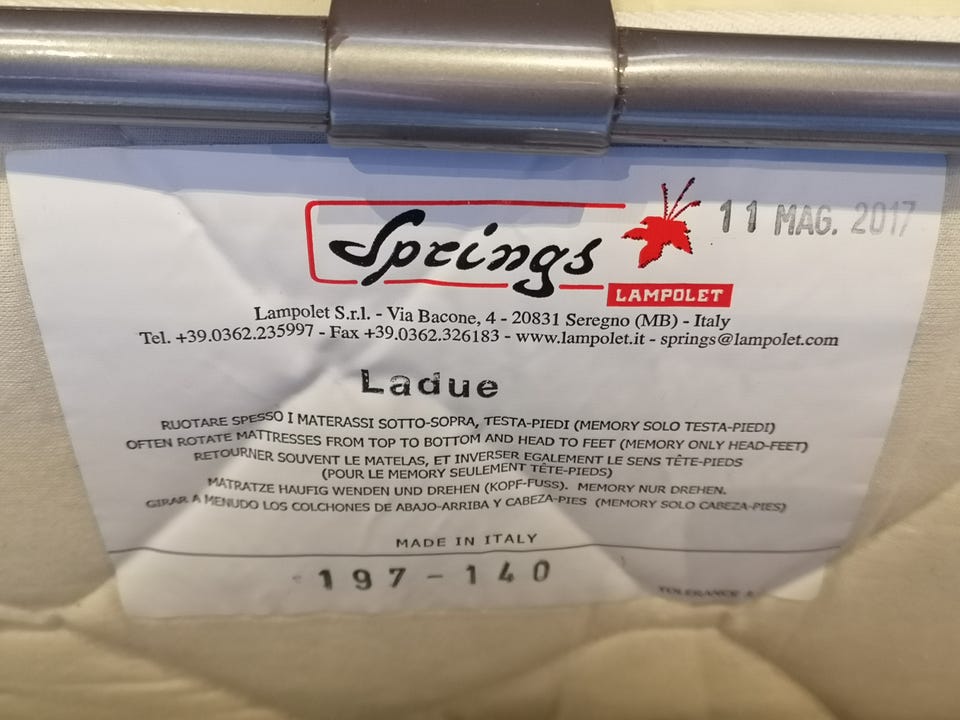 Springs
11 MAG. 2017
LAMPOLET
Lampolet S.r.l. - Via Bacone, 4 - 20831 Seregno (MB) - Italy
Tel. +39.0362.235997 - Fax +39.0362.326183 - www.lampolet.it - springs@lampolet.com
Ladue
RUOTARE SPESSO I MATERASSI SOTTO-SOPRA, TESTA-PIEDI (MEMORY SOLO TESTA-PIEDI)
OFTEN ROTATE MATTRESSES FROM TOP TO BOTTOM AND HEAD TO FEET (MEMORY ONLY HEAD-FEET)
RETOURNER SOUVENT LE MATELAS, ET INVERSER EGALEMENT LE SENS TÊTE-PIEDS
(POUR LE MEMORY SEULEMENT TÊTE-PIEDS)
MATRATZE HAUFIG WENDEN UND DREHEN (KOPF-FUSS). MEMORY NUR DREHEN.
GIRAR A MENUDO LOS COLCHONES DE ABAJO-ARRIBA Y CABEZA-PIES (MEMORY SOLO CABEZA-PIES)
MADE IN ITALY
197-140
TOLERANCE